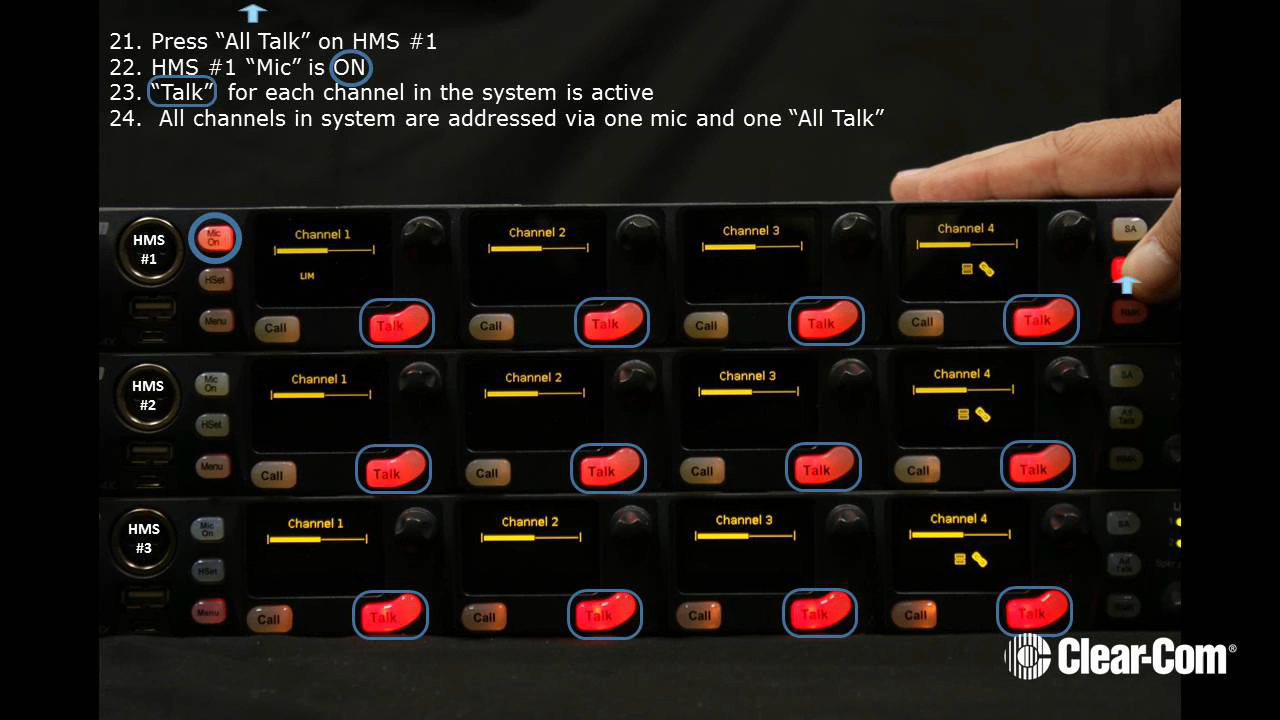 21. Press “All Talk” on HMS #1
22. HMS #1 “Mic” is ON
23. “Talk” for each channel in the system is active
24. All channels in system are addressed via one mic and one “All Talk”
HMS
#1
Mic
On
HSet
Menu
Channel 1
LIM
Call
Talk
Channel 2
Call
Talk
Channel 3
Call
Talk
Channel 4
Call
Talk
SA
RMK
HMS
#2
Mic
On
HSet
Menu
Channel 1
Call
Talk
Channel 2
Call
Talk
Channel 3
Call
Talk
Channel 4
Call
Talk
SA
All
Talk
RMK
HMS
#3
Mic
On
HSet
Menu
Channel 1
Call
Talk
Channel 2
Call
Talk
Channel 3
Call
Talk
Channel 4
Call
Talk
SA
All
Talk
RMK
Clear-Com®